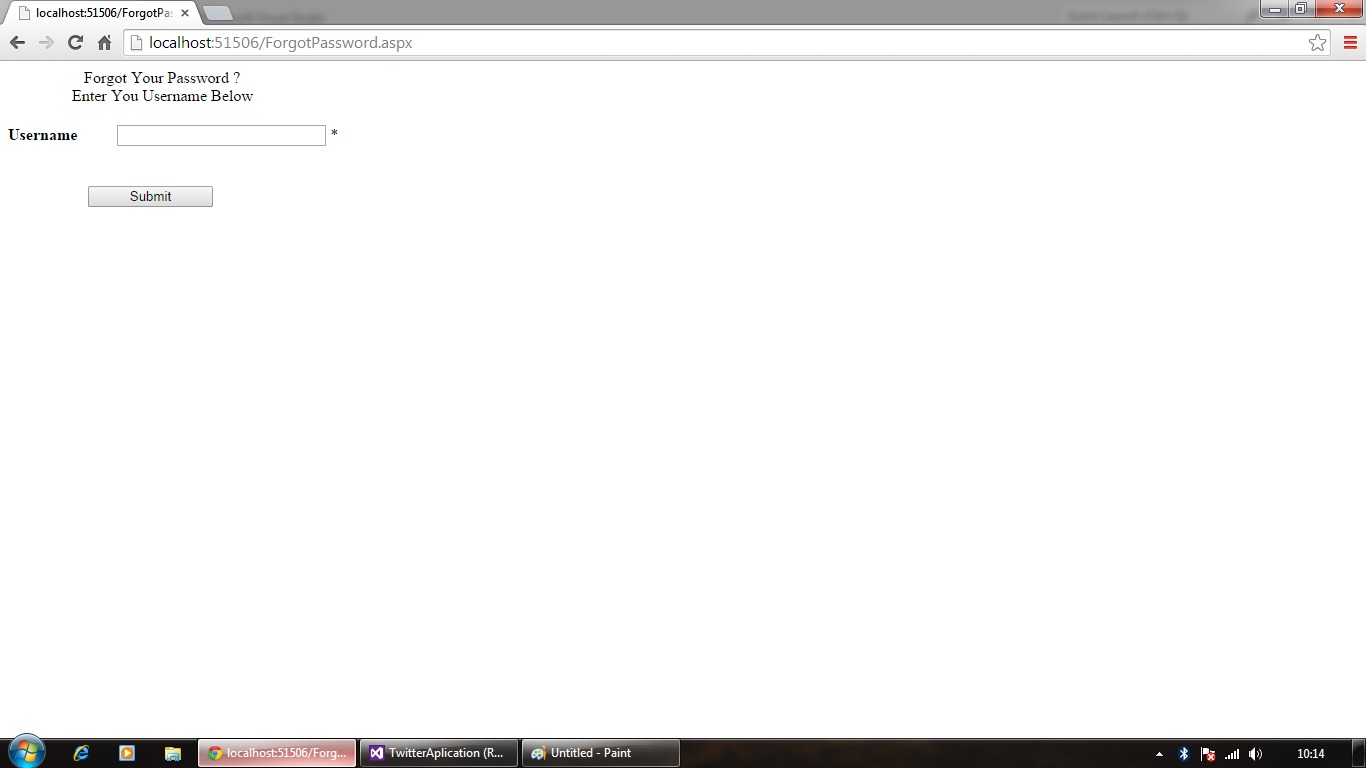 localhost:51506/ForgotPas
localhost:51506/ForgotPassword.aspx
Forgot Your Password ?
Enter You Username Below
Username *
Submit
localhost:51506/Forg...
TwitterAplication (R...
Untitled - Paint
10:14